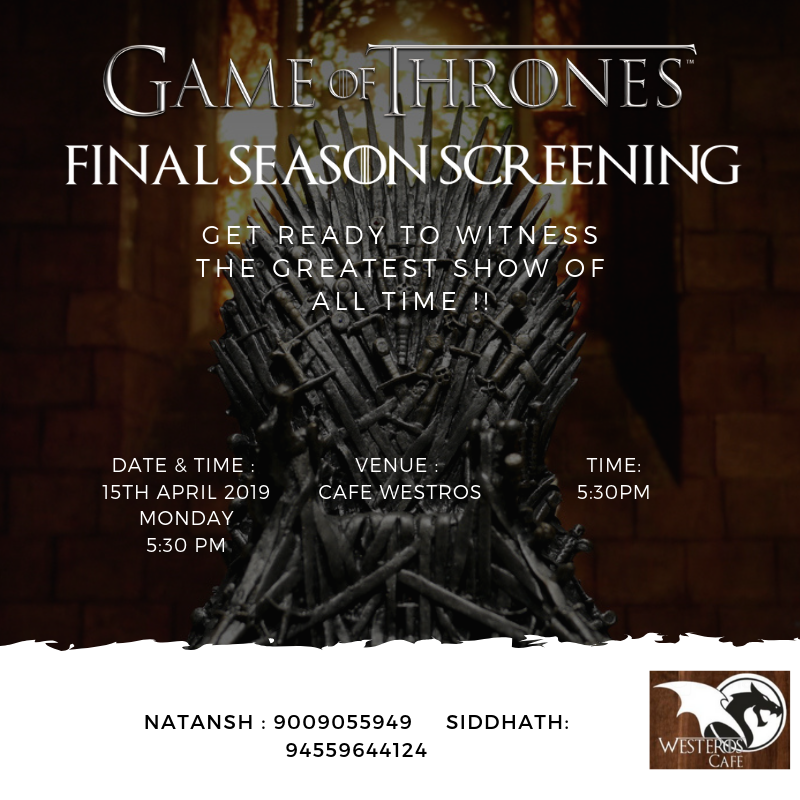 GAME OF THRONES™
FINAL SEASON SCREENING
GET READY TO WITNESS
THE GREATEST SHOW OF
ALL TIME !!
DATE & TIME :
15TH APRIL 2019
MONDAY
5:30 PM
VENUE :
CAFE WESTROS
TIME:
5:30PM
NATANSH : 9009055949 SIDDHATH:
94559644124
WESTEROS
CAFE